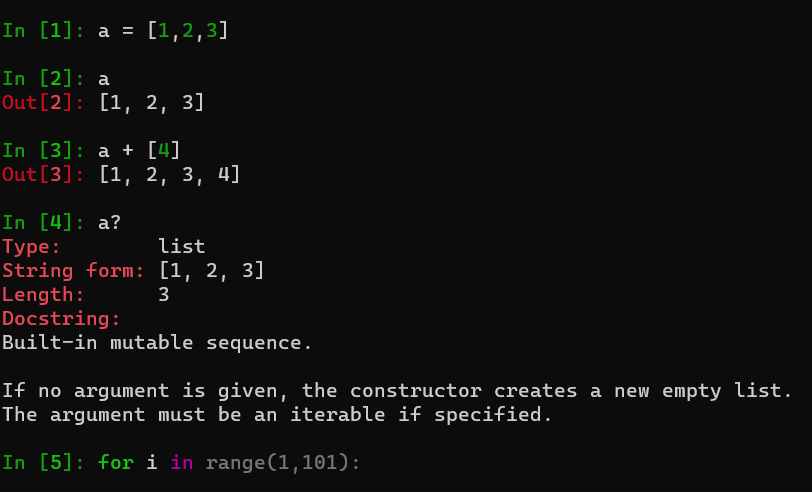 In [1]: a = [1,2,3]
In [2]: a
Out[2]: [1, 2, 3]
In [3]: a + [4]
Out[3]: [1, 2, 3, 4]
In [4]: a?
Type:        list
String form: [1, 2, 3]
Length:      3
Docstring:
Built-in mutable sequence.
If no argument is given, the constructor creates a new empty list.
The argument must be an iterable if specified.
In [5]: for i in range(1,101):